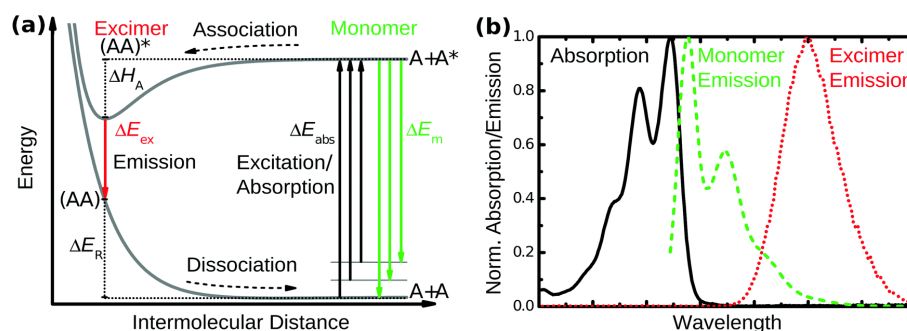 (a)
Excimer
(AA)*
Association
Monomer
A+A*
ΔH_A
ΔE_ex
Emission
ΔE_abs
Excitation/
Absorption
ΔE_m
(AA)
ΔE_R
Dissociation
A+A
Energy
Intermolecular Distance
(b)
Absorption
Monomer
Emission
Excimer
Emission
1.0
0.8
0.6
0.4
0.2
0.0
Norm. Absorption/Emission
Wavelength